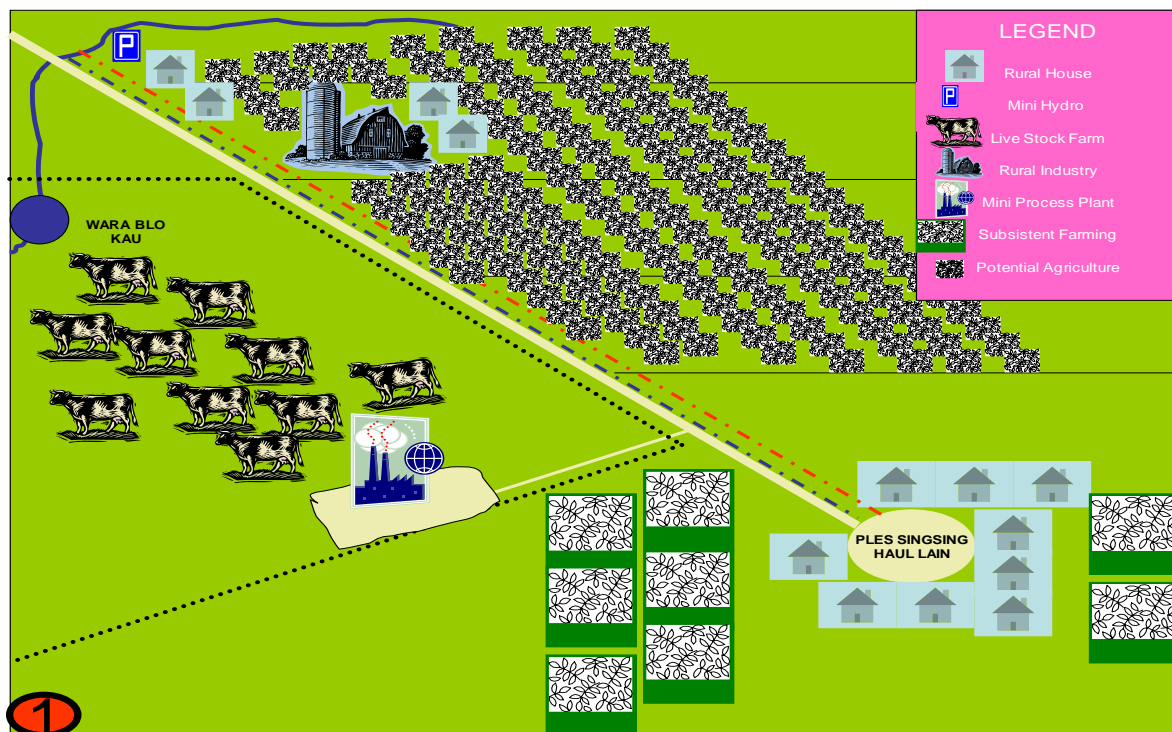 LEGEND
Rural House
P
Mini Hydro
Live Stock Farm
Rural Industry
Mini Process Plant
Subsistent Farming
Potential Agriculture
P
WARA BLO
KAU
PLES SINGSING
HAUL LAIN
1